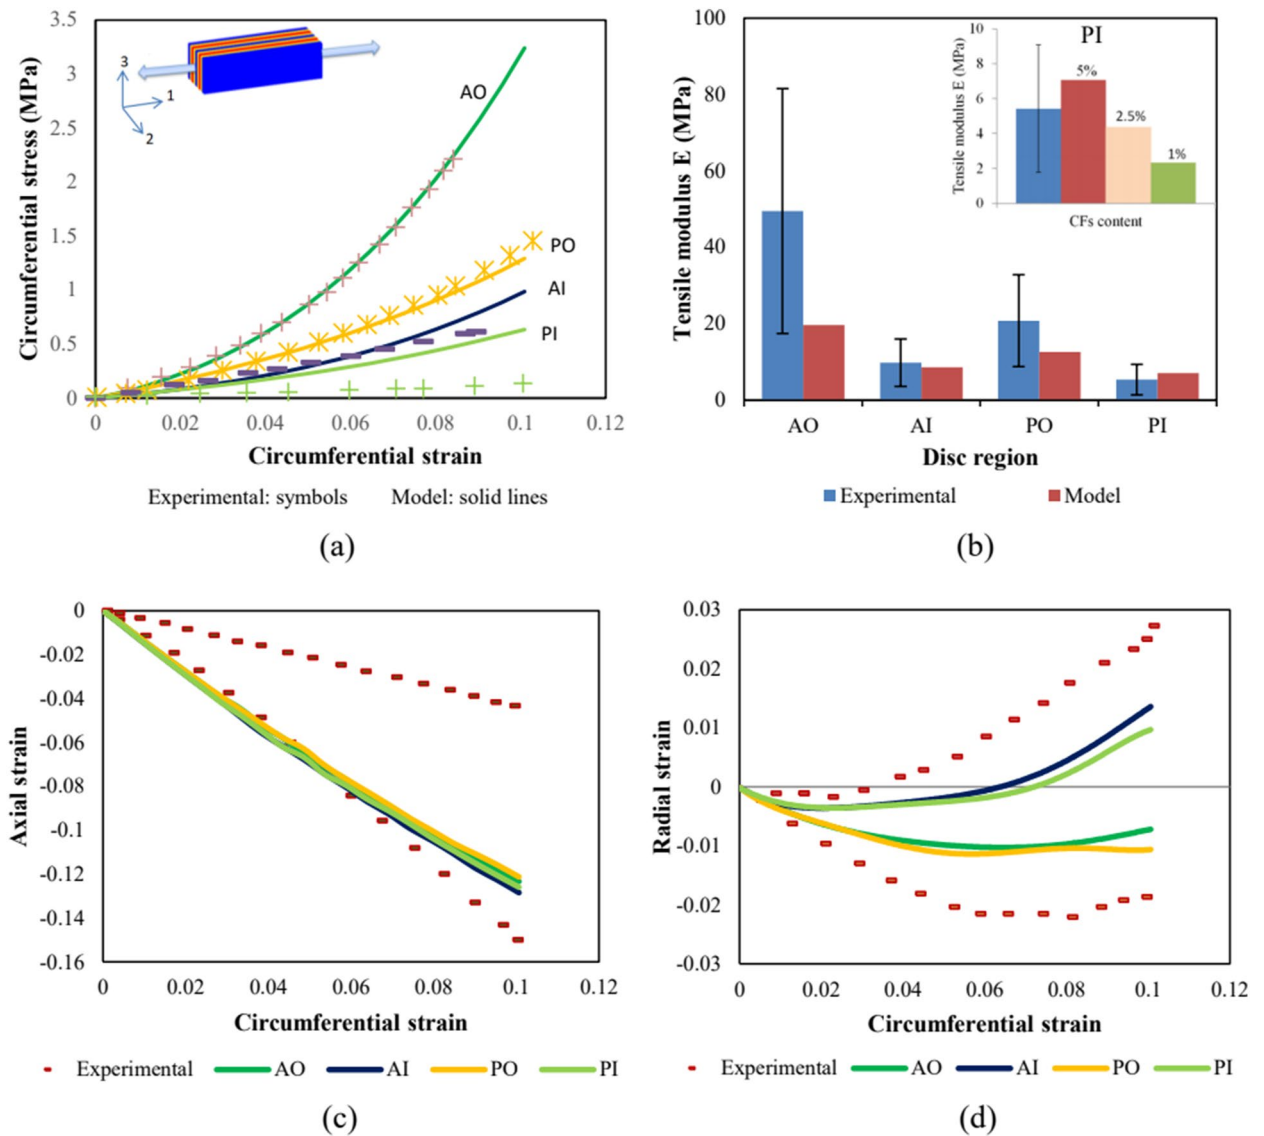 3.5
3
2.5
2
1.5
1
0.5
0
Circumferential stress (MPa)
3
1
2
AO
PO
AI
PI
0 0.02 0.04 0.06 0.08 0.1 0.12
Circumferential strain
Experimental: symbols Model: solid lines
(a)
100
80
60
40
20
0
Tensile modulus E (MPa)
PI
10
8
6
4
2
0
Tensile modulus E (MPa)
5%
2.5%
1%
CFs content
AO AI PO PI
Disc region
Experimental Model
(b)
0
-0.02
-0.04
-0.06
-0.08
-0.1
-0.12
-0.14
-0.16
Axial strain
0 0.02 0.04 0.06 0.08 0.1 0.12
Circumferential strain
Experimental AO AI PO PI
(c)
0.03
0.02
0.01
0
-0.01
-0.02
-0.03
Radial strain
0 0.02 0.04 0.06 0.08 0.1 0.12
Circumferential strain
Experimental AO AI PO PI
(d)